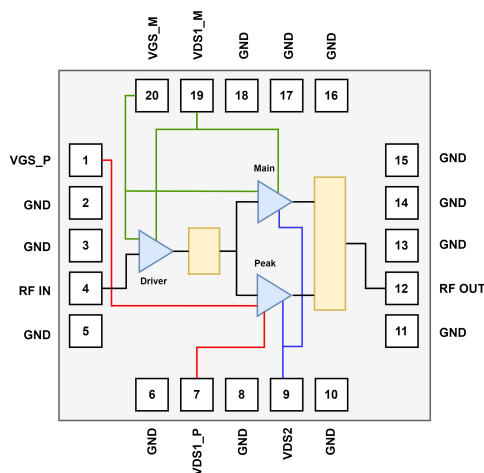 VGS_M
VDS1_M
GND
GND
GND
20
19
18
17
16
VGS_P
1
GND
2
GND
3
RF IN
4
GND
5
15
GND
14
GND
13
GND
12
RF OUT
11
GND
Main
Peak
Driver
6
7
8
9
10
GND
VDS1_P
GND
VDS2
GND